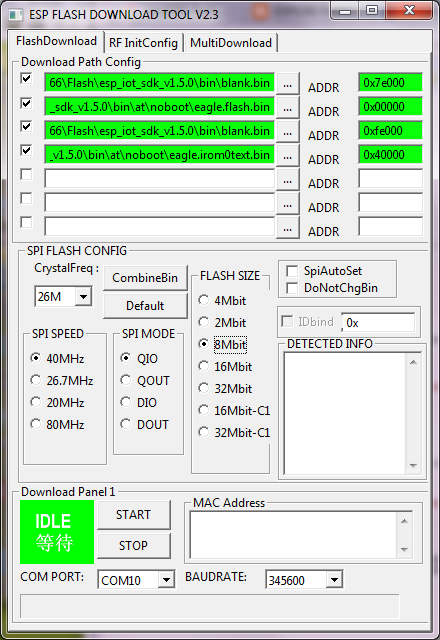 ESP FLASH DOWNLOAD TOOL V2.3
FlashDownload RF InitConfig MultiDownload
Download Path Config
66\Flash\esp_iot_sdk_v1.5.0\bin\blank.bin ... ADDR 0x7e000
_sdk_v1.5.0\bin\at\noboot\eagle.flash.bin ... ADDR 0x00000
66\Flash\esp_iot_sdk_v1.5.0\bin\blank.bin ... ADDR 0xfe000
_v1.5.0\bin\at\noboot\eagle.irom0text.bin ... ADDR 0x40000
... ADDR
... ADDR
... ADDR
SPI FLASH CONFIG
CrystalFreq :
26M
CombineBin
Default
SPI SPEED
40MHz
26.7MHz
20MHz
80MHz
SPI MODE
QIO
QOUT
DIO
DOUT
FLASH SIZE
4Mbit
2Mbit
8Mbit
16Mbit
32Mbit
16Mbit-C1
32Mbit-C1
SpiAutoSet
DoNotChgBin
IDbind 0x
DETECTED INFO
Download Panel 1
IDLE
等待
START
STOP
MAC Address
COM PORT: COM10 BAUDRATE: 345600